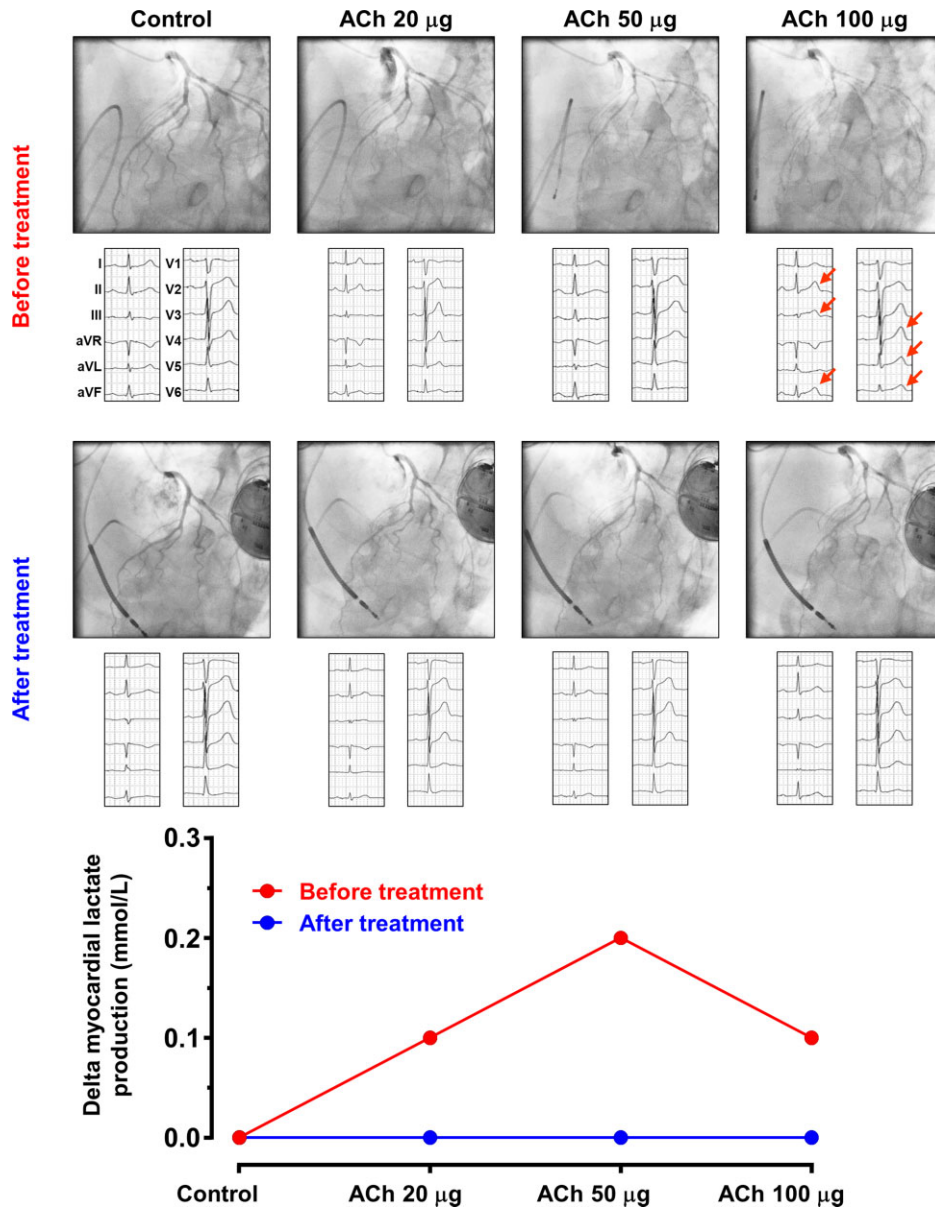 Control ACh 20 μg ACh 50 μg ACh 100 μg
Before treatment
I V1
II V2
III V3
aVR V4
aVL V5
aVF V6
After treatment
Delta myocardial lactate
production (mmol/L)
0.3
0.2
0.1
0.0
Before treatment
After treatment
Control ACh 20 μg ACh 50 μg ACh 100 μg